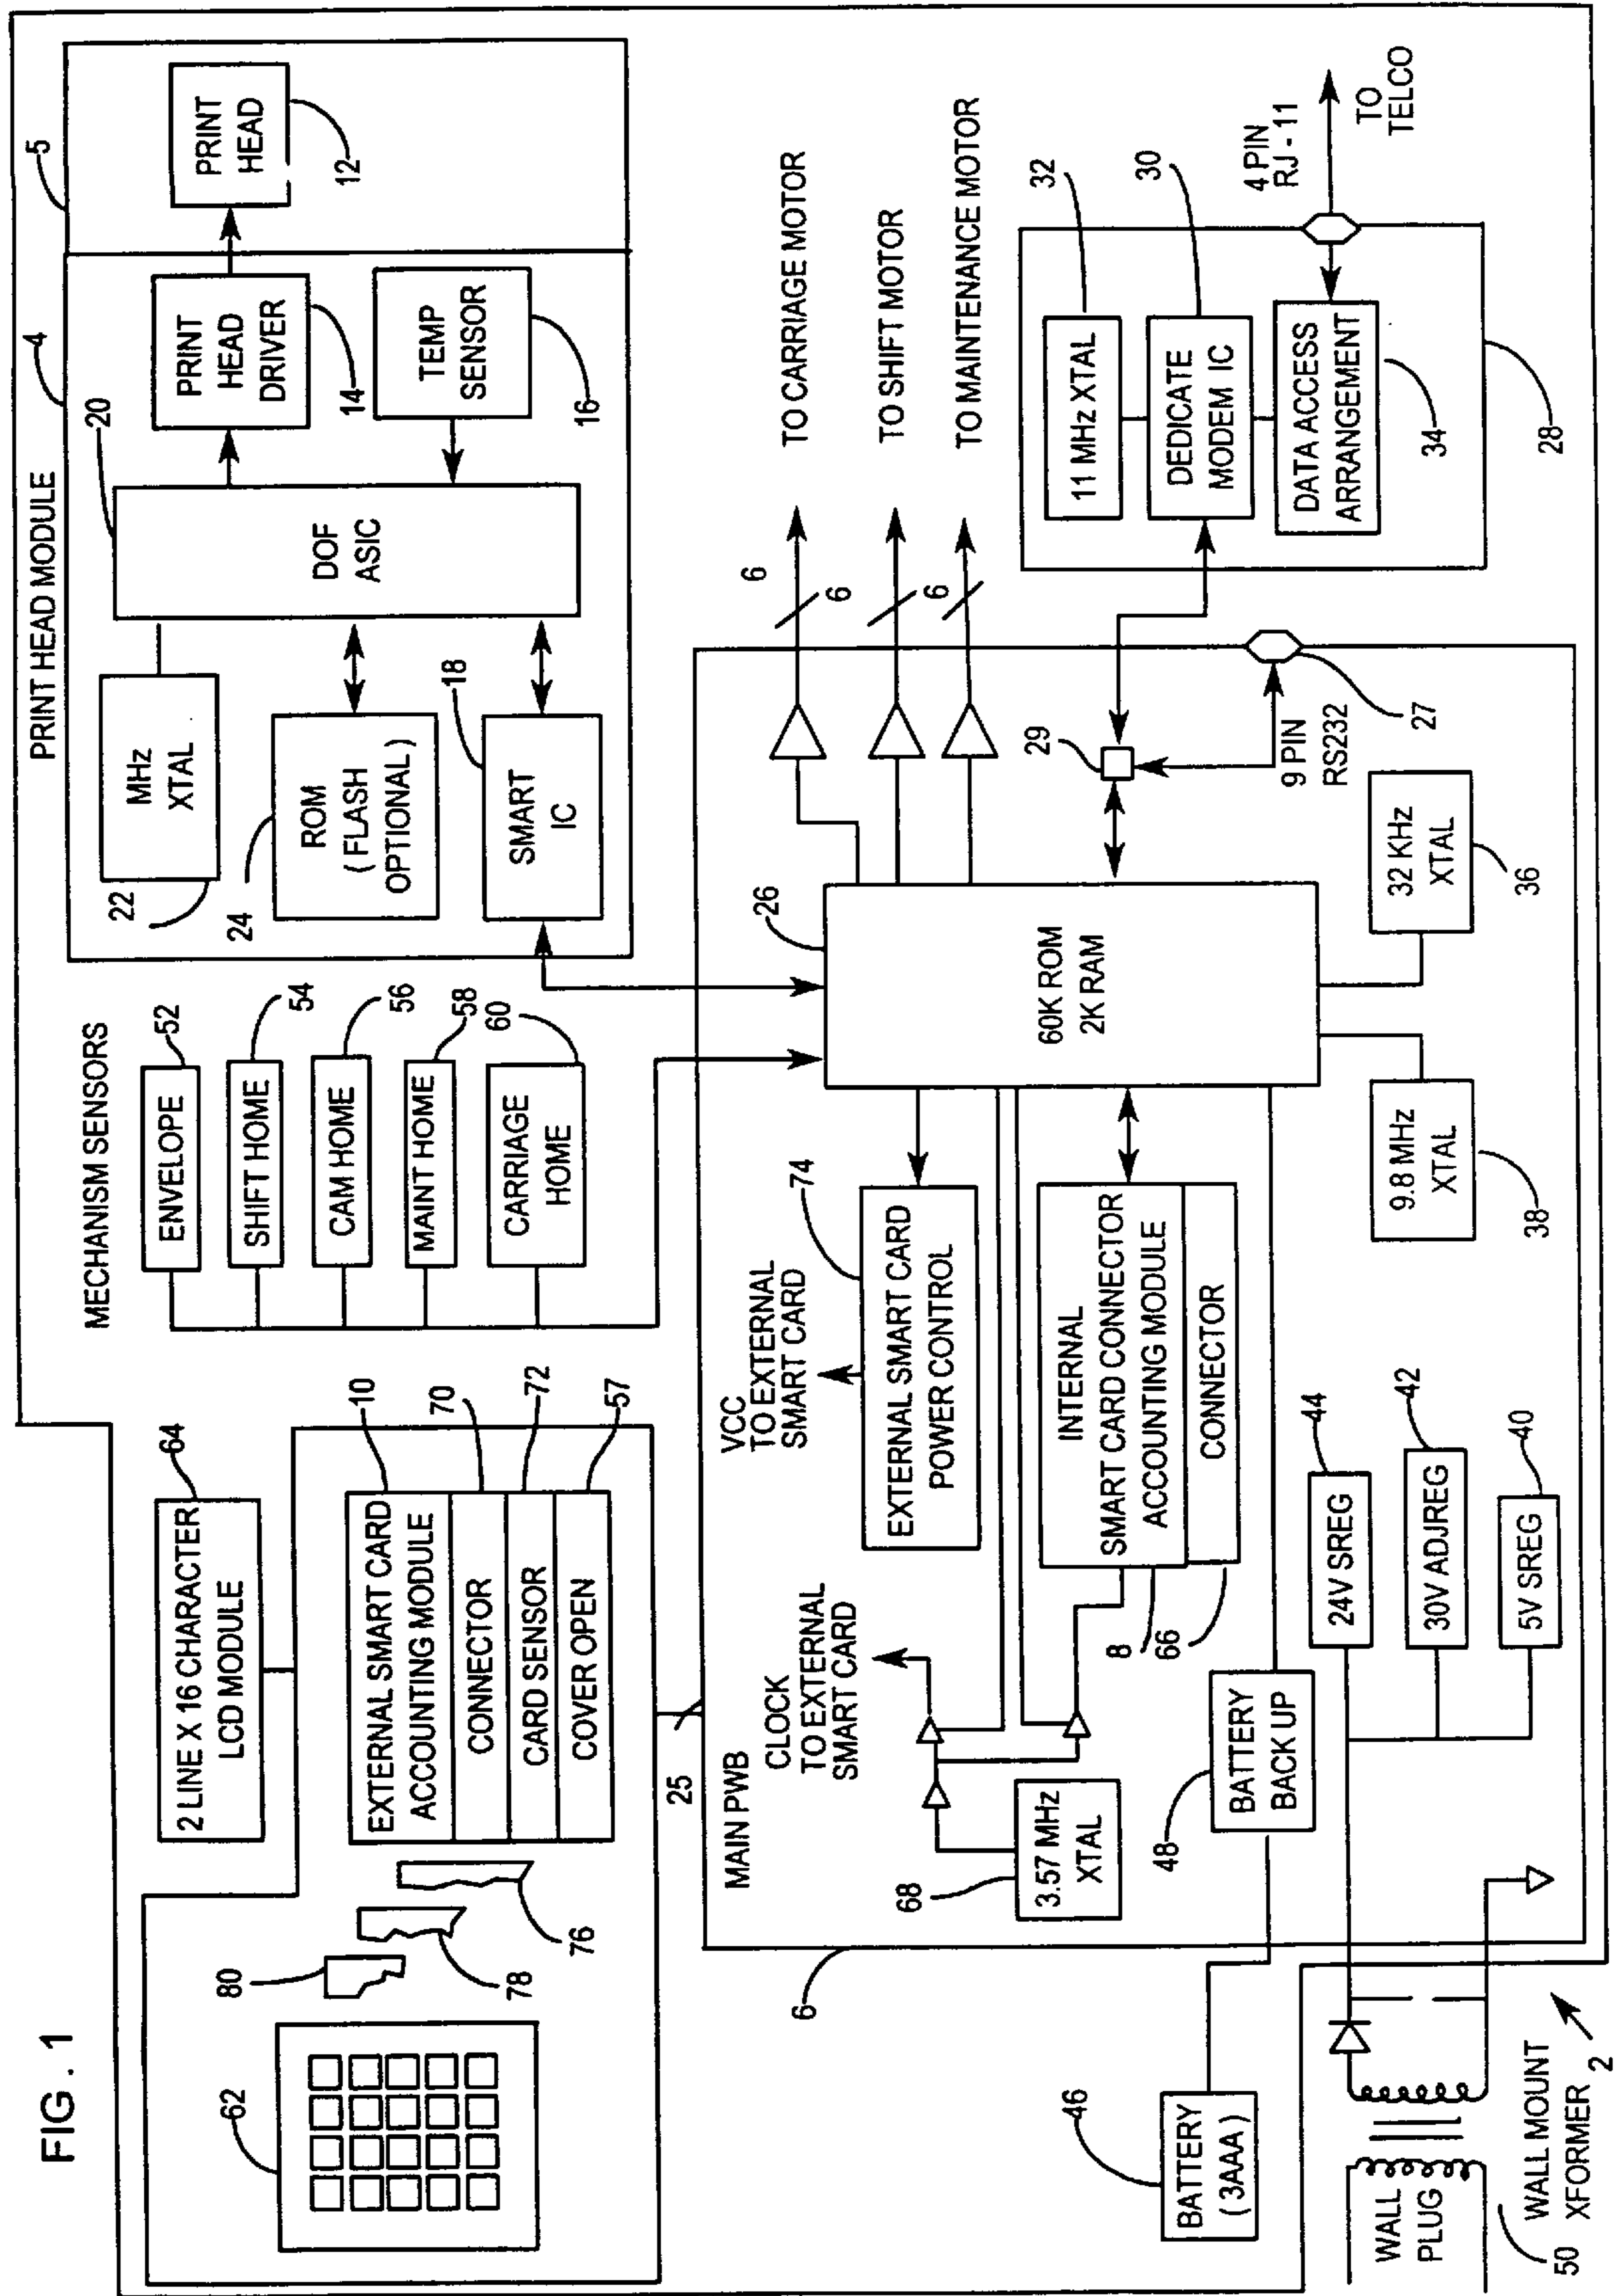 FIG. 1
62
80
78
76
64
2 LINE X 16 CHARACTER
LCD MODULE
10
70
72
57
EXTERNAL SMART CARD
ACCOUNTING MODULE
CONNECTOR
CARD SENSOR
COVER OPEN
25
MECHANISM SENSORS
ENVELOPE
52
SHIFT HOME
54
CAM HOME
56
MAINT HOME
58
CARRIAGE
HOME
60
PRINT HEAD MODULE
4
5
20
22
MHz
XTAL
24
ROM
( FLASH
OPTIONAL )
18
SMART
IC
DOF
ASIC
PRINT
HEAD
DRIVER
14
TEMP
SENSOR
16
PRINT
HEAD
12
MAIN PWB
6
CLOCK
TO EXTERNAL
SMART CARD
VCC
TO EXTERNAL
SMART CARD
74
EXTERNAL SMART CARD
POWER CONTROL
68
3.57 MHz
XTAL
INTERNAL
SMART CARD CONNECTOR
ACCOUNTING MODULE
CONNECTOR
8
66
26
60K ROM
2K RAM
6
6
6
TO CARRIAGE MOTOR
TO SHIFT MOTOR
TO MAINTENANCE MOTOR
29
9 PIN
RS232
27
32
11 MHz XTAL
30
DEDICATE
MODEM IC
DATA ACCESS
ARRANGEMENT
34
28
4 PIN
RJ - 11
TO
TELCO
46
BATTERY
( 3AAA )
48
BATTERY
BACK UP
44
24V SREG
42
30V ADJREG
40
5V SREG
9.8 MHz
XTAL
38
32 KHz
XTAL
36
WALL
PLUG
50
WALL MOUNT
XFORMER
2